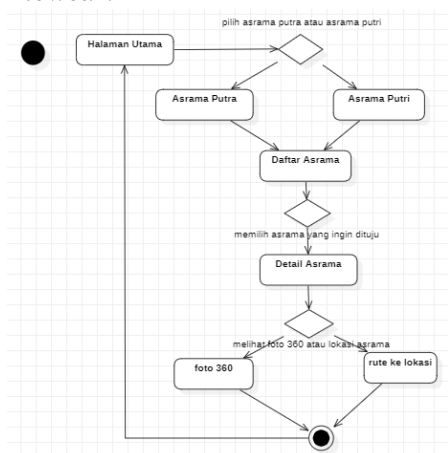 pilih asrama putra atau asrama putri
Halaman Utama
Asrama Putra
Asrama Putri
Daftar Asrama
memilih asrama yang ingin dituju
Detail Asrama
melihat foto 360 atau lokasi asrama
foto 360
rute ke lokasi